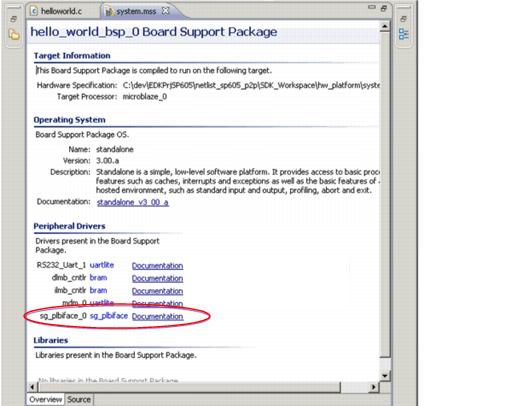 helloworld.c
system.mss
hello_world_bsp_0 Board Support Package
Target Information
This Board Support Package is compiled to run on the following target.
Hardware Specification: C:\dev\EDKPrj\SP605\netlist_sp605_p2p\SDK_Workspace\hw_platform\syste
Target Processor: microblaze_0
Operating System
Board Support Package OS.
Name: standalone
Version: 3.00.a
Description: Standalone is a simple, low-level software platform. It provides access to basic proc
features such as caches, interrupts and exceptions as well as the basic features of
hosted environment, such as standard input and output, profiling, abort and exit.
Documentation: standalone_v3_00_a
Peripheral Drivers
Drivers present in the Board Support
Package.
RS232_Uart_1 uartlite Documentation
dlmb_cntlr bram Documentation
ilmb_cntlr bram Documentation
mdm_0 uartlite Documentation
sg_plbiface_0 sg_plbiface Documentation
Libraries
Libraries present in the Board Support Package.
No libraries in the Board Support Package
Overview Source